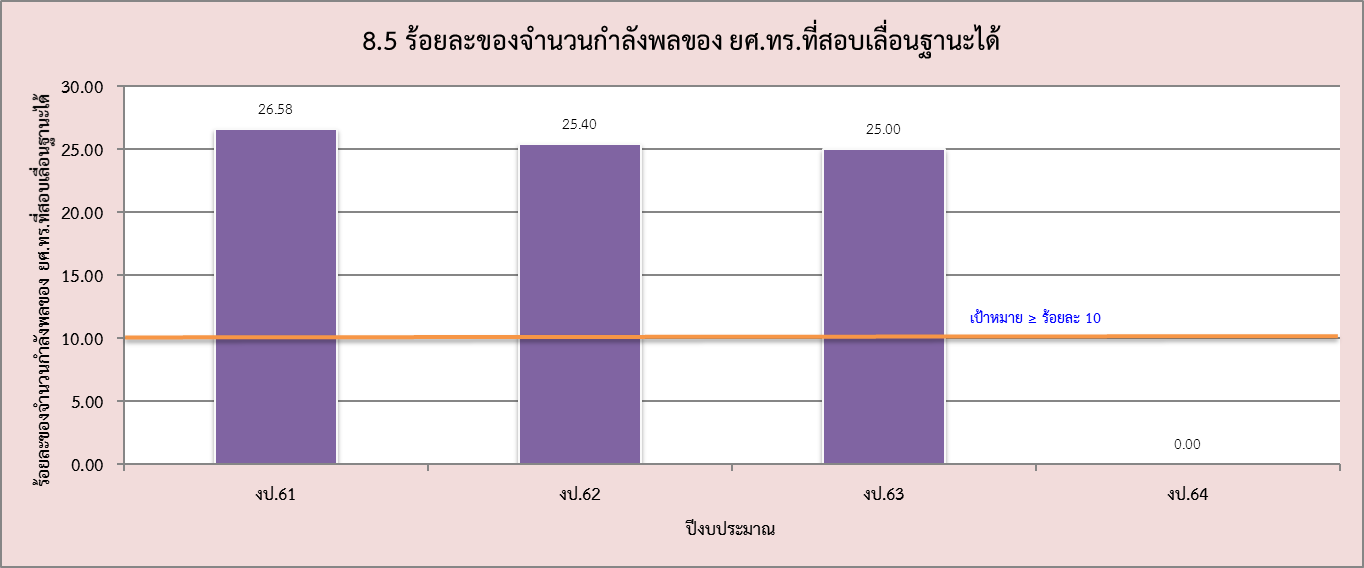 8.5 ร้อยละของจำนวนกำลังพลของ ยศ.ทร.ที่สอบเลื่อนฐานะได้
ร้อยละของจำนวนกำลังพลของ ยศ.ทร.ที่สอบเลื่อนฐานะได้
30.00
25.00
20.00
15.00
10.00
5.00
0.00
26.58
25.40
25.00
0.00
เป้าหมาย ≥ ร้อยละ 10
งป.61
งป.62
งป.63
งป.64
ปีงบประมาณ